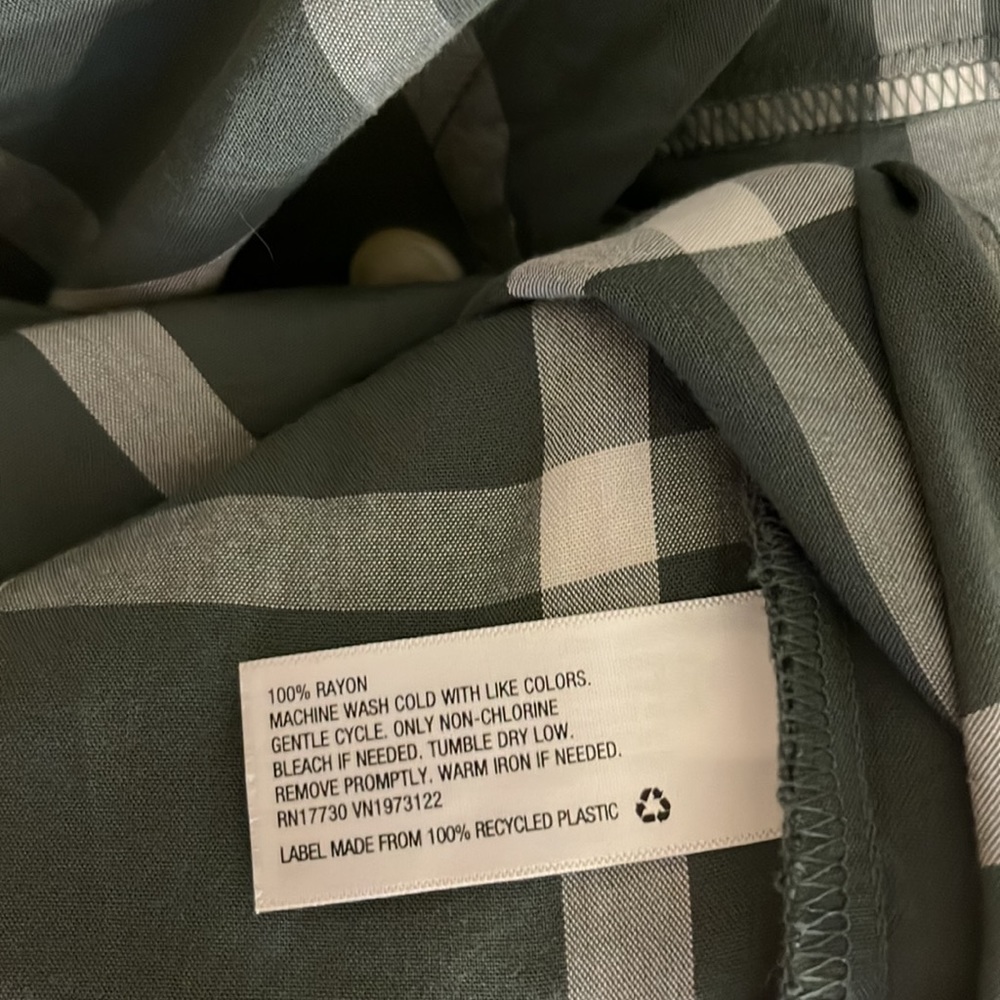 100% RAYON
MACHINE WASH COLD WITH LIKE COLORS.
GENTLE CYCLE. ONLY NON-CHLORINE
BLEACH IF NEEDED. TUMBLE DRY LOW.
REMOVE PROMPTLY. WARM IRON IF NEEDED.
RN17730 VN1973122
LABEL MADE FROM 100% RECYCLED PLASTIC